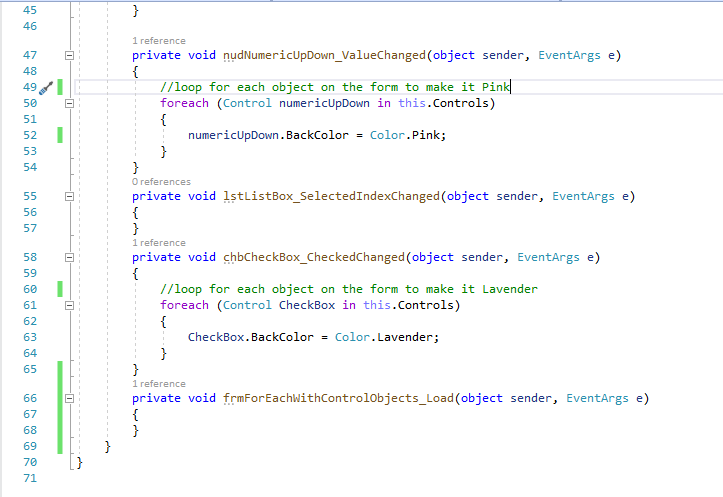 45 }
46
1 reference
47 private void nudNumericUpDown_ValueChanged(object sender, EventArgs e)
48 {
49 //loop for each object on the form to make it Pink
50 foreach (Control numericUpDown in this.Controls)
51 {
52 numericUpDown.BackColor = Color.Pink;
53 }
54 }
0 references
55 private void lstListBox_SelectedIndexChanged(object sender, EventArgs e)
56 {
57 }
1 reference
58 private void chbCheckBox_CheckedChanged(object sender, EventArgs e)
59 {
60 //loop for each object on the form to make it Lavender
61 foreach (Control CheckBox in this.Controls)
62 {
63 CheckBox.BackColor = Color.Lavender;
64 }
65 }
1 reference
66 private void frmForEachWithControlObjects_Load(object sender, EventArgs e)
67 {
68 }
69 }
70 }
71